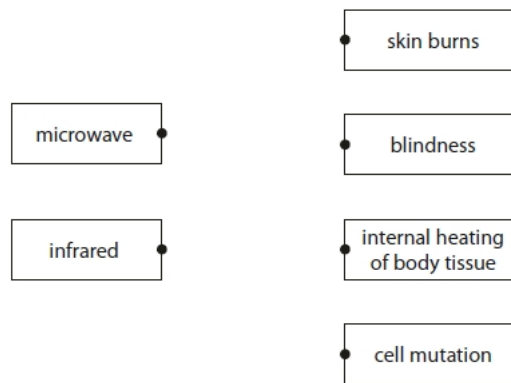 microwave
infrared
skin burns
blindness
internal heating
of body tissue
cell mutation